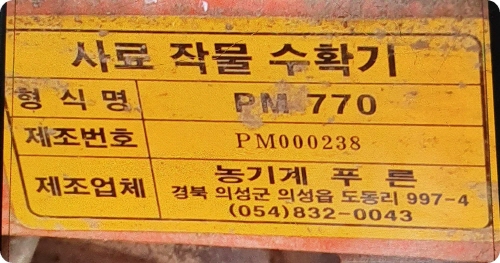 사료 작물 수확기
형식명 PM 770
제조번호 PM000238
제조업체 농기계 푸른
경북 의성군 의성읍 도동리 997-4
(054)832-0043